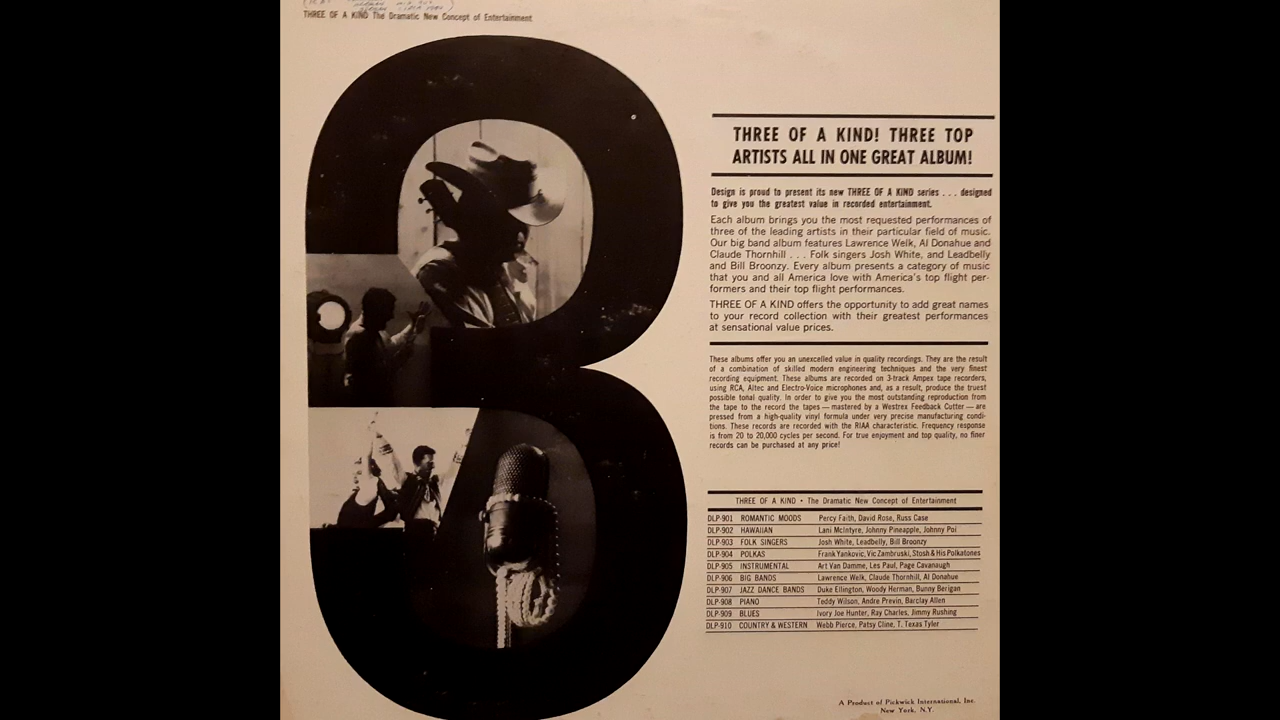 THREE OF A KIND The Dramatic New Concept of Entertainment
THREE OF A KIND! THREE TOP
ARTISTS ALL IN ONE GREAT ALBUM!
Design is proud to present its new THREE OF A KIND series . . . designed
to give you the greatest value in recorded entertainment.
Each album brings you the most requested performances of
three of the leading artists in their particular field of music.
Our big band album features Lawrence Welk, Al Donahue and
Claude Thornhill . . . Folk singers Josh White, and Leadbelly
and Bill Broonzy. Every album presents a category of music
that you and all America love with America's top flight per-
formers and their top flight performances.
THREE OF A KIND offers the opportunity to add great names
to your record collection with their greatest performances
at sensational value prices.
These albums offer you an unexcelled value in quality recordings. They are the result
of a combination of skilled modern engineering techniques and the very finest
recording equipment. These albums are recorded on 3-track Ampex tape recorders,
using RCA, Altec and Electro-Voice microphones and, as a result, produce the truest
possible tonal quality. In order to give you the most outstanding reproduction from
the tape to the record the tapes — mastered by a Westrex Feedback Cutter — are
pressed from a high-quality vinyl formula under very precise manufacturing condi-
tions. These records are recorded with the RIAA characteristic. Frequency response
is from 20 to 20,000 cycles per second. For true enjoyment and top quality, no finer
records can be purchased at any price!
THREE OF A KIND • The Dramatic New Concept of Entertainment
DLP-901 ROMANTIC MOODS Percy Faith, David Rose, Russ Case
DLP-902 HAWAIIAN Lani McIntyre, Johnny Pineapple, Johnny Poi
DLP-903 FOLK SINGERS Josh White, Leadbelly, Bill Broonzy
DLP-904 POLKAS Frank Yankovic, Vic Zambruski, Stosh & His Polkatones
DLP-905 INSTRUMENTAL Art Van Damme, Les Paul, Page Cavanaugh
DLP-906 BIG BANDS Lawrence Welk, Claude Thornhill, Al Donahue
DLP-907 JAZZ DANCE BANDS Duke Ellington, Woody Herman, Bunny Berigan
DLP-908 PIANO Teddy Wilson, Andre Previn, Barclay Allen
DLP-909 BLUES Ivory Joe Hunter, Ray Charles, Jimmy Rushing
DLP-910 COUNTRY & WESTERN Webb Pierce, Patsy Cline, T. Texas Tyler
A Product of Pickwick International, Inc.
New York, N.Y.